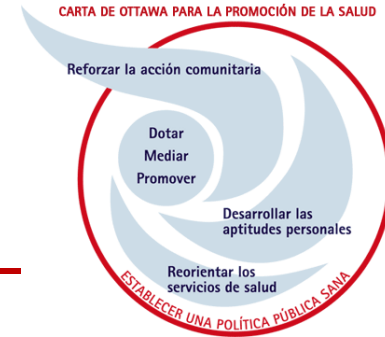 CARTA DE OTTAWA PARA LA PROMOCIÓN DE LA SALUD
Reforzar la acción comunitaria
Dotar
Mediar
Promover
Desarrollar las
aptitudes personales
Reorientar los
servicios de salud
ESTABLECER UNA POLÍTICA PÚBLICA SANA